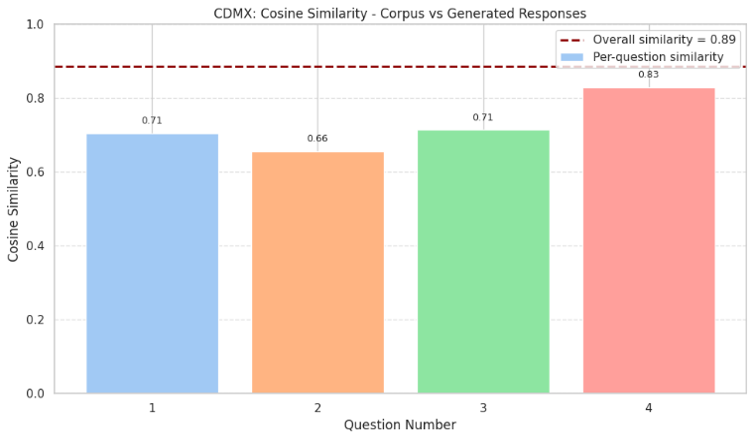 CDMX: Cosine Similarity - Corpus vs Generated Responses
Overall similarity = 0.89
Per-question similarity
1.0
0.8
0.6
0.4
0.2
0.0
Cosine Similarity
0.71
0.66
0.71
0.83
1 2 3 4
Question Number